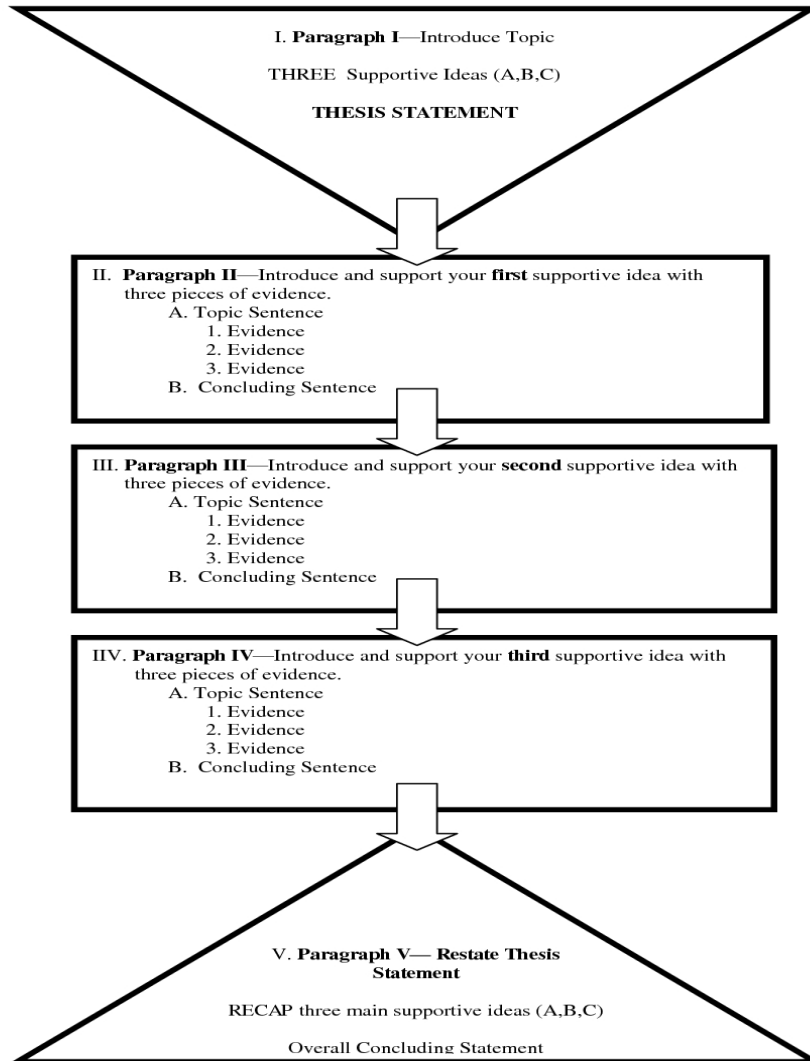 I. Paragraph I—Introduce Topic
THREE Supportive Ideas (A,B,C)
THESIS STATEMENT
II. Paragraph II—Introduce and support your first supportive idea with
three pieces of evidence.
A. Topic Sentence
1. Evidence
2. Evidence
3. Evidence
B. Concluding Sentence
III. Paragraph III—Introduce and support your second supportive idea with
three pieces of evidence.
A. Topic Sentence
1. Evidence
2. Evidence
3. Evidence
B. Concluding Sentence
IIV. Paragraph IV—Introduce and support your third supportive idea with
three pieces of evidence.
A. Topic Sentence
1. Evidence
2. Evidence
3. Evidence
B. Concluding Sentence
V. Paragraph V— Restate Thesis
Statement
RECAP three main supportive ideas (A,B,C)
Overall Concluding Statement